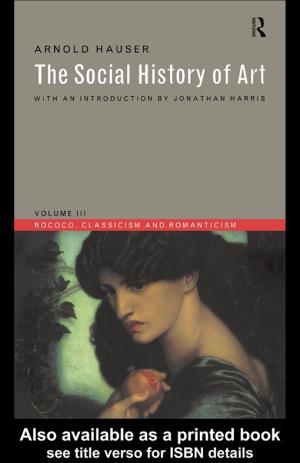 ARNOLD HAUSER
The Social History of Art
WITH AN INTRODUCTION BY JONATHAN HARRIS
VOLUME III
ROCOCO, CLASSICISM AND ROMANTICISM
Also available as a printed book
see title verso for ISBN details